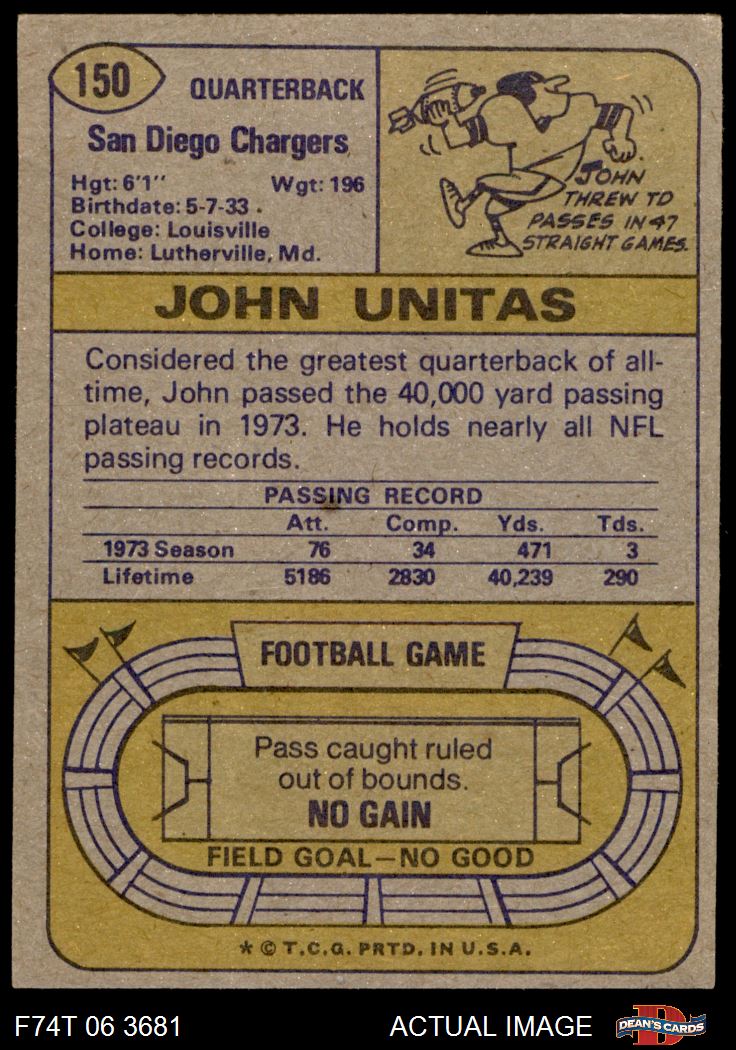 150
QUARTERBACK
San Diego Chargers
Hgt: 6'1" Wgt: 196
Birthdate: 5-7-33
College: Louisville
Home: Lutherville, Md.
JOHN
THREW TD
PASSES IN 47
STRAIGHT GAMES.
JOHN UNITAS
Considered the greatest quarterback of all-
time, John passed the 40,000 yard passing
plateau in 1973. He holds nearly all NFL
passing records.
PASSING RECORD
Att. Comp. Yds. Tds.
1973 Season 76 34 471 3
Lifetime 5186 2830 40,239 290
FOOTBALL GAME
Pass caught ruled
out of bounds.
NO GAIN
FIELD GOAL—NO GOOD
* © T.C.G. PRTD. IN U.S.A.
F74T 06 3681 ACTUAL IMAGE
D
DEAN'S CARDS